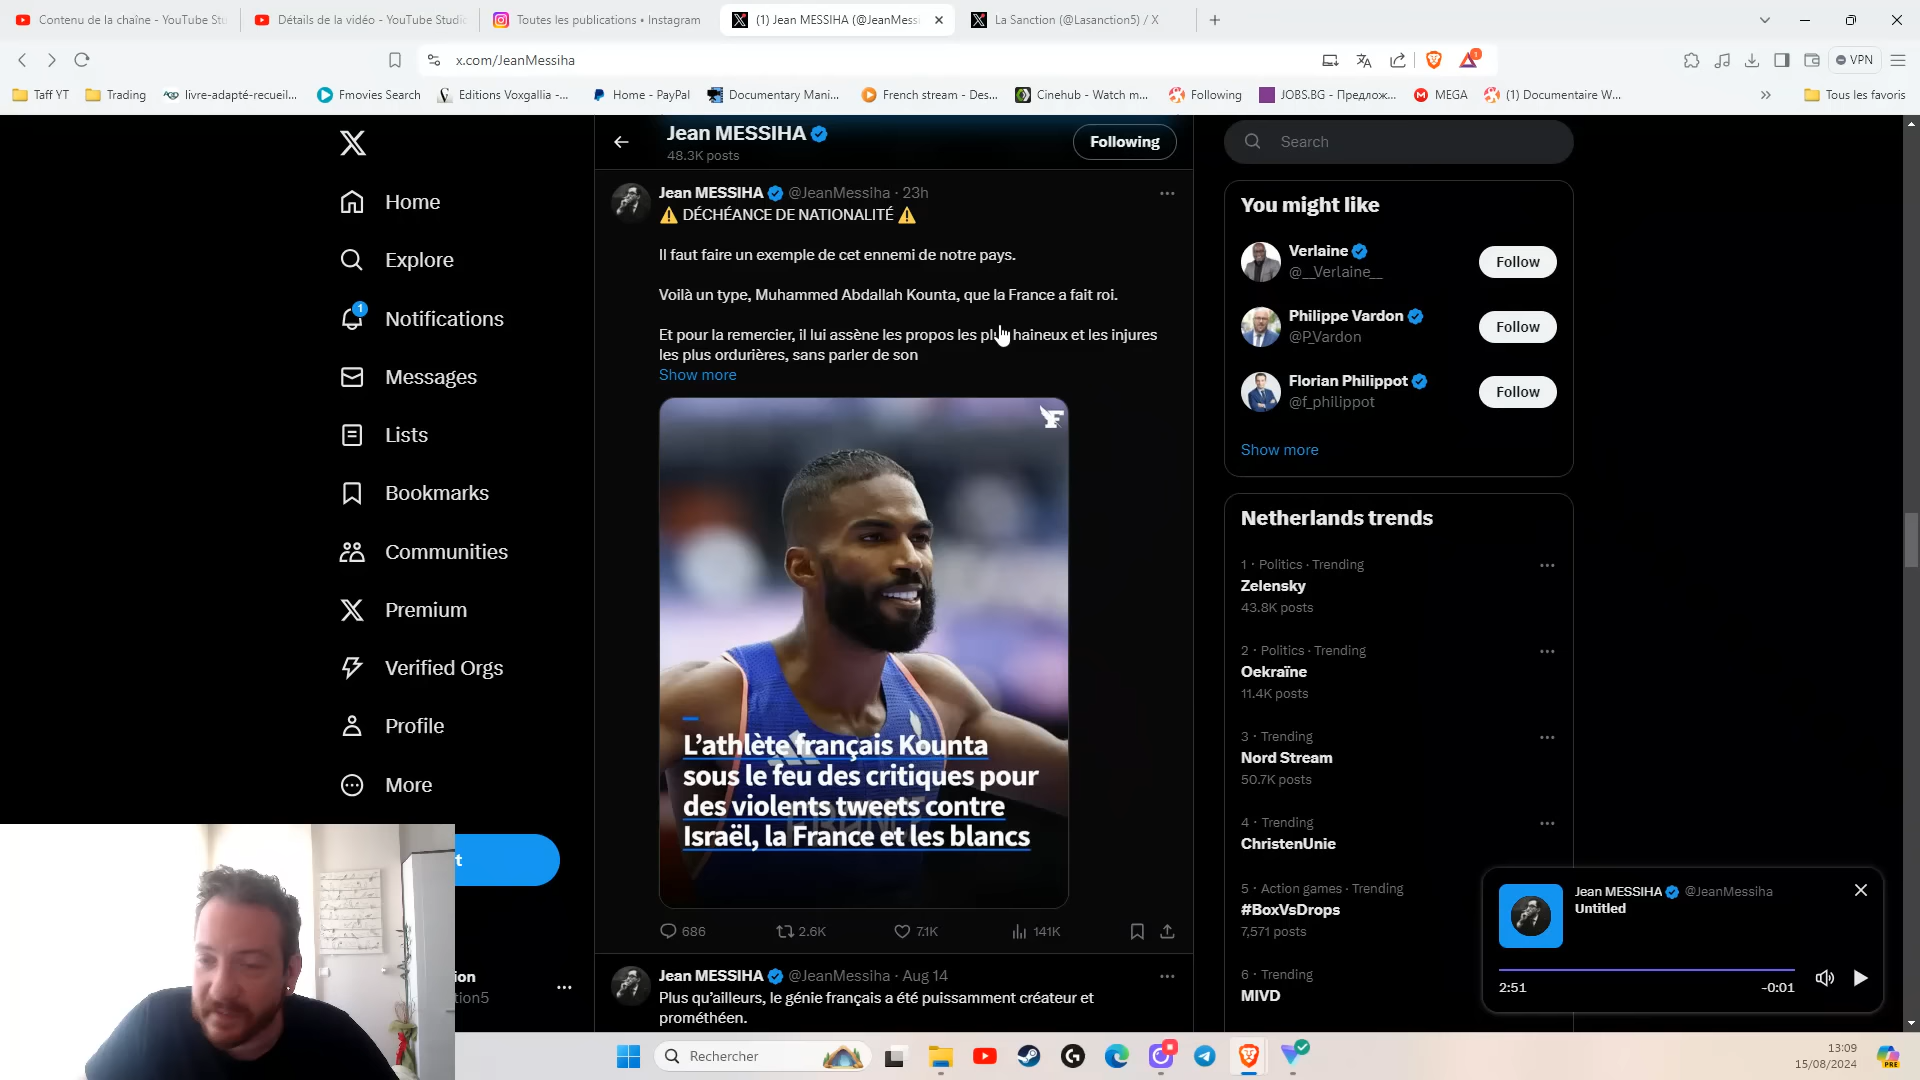 Contenu de la chaîne - YouTube Stu
Détails de la vidéo - YouTube Studio
Toutes les publications • Instagram
(1) Jean MESSIHA (@JeanMessi
La Sanction (@Lasanction5) / X
x.com/JeanMessiha
1
VPN
Taff YT
Trading
livre-adapté-recueil...
Fmovies Search
Editions Voxgallia –...
Home - PayPal
Documentary Mani...
French stream - Des...
Cinehub - Watch m...
Following
JOBS.BG - Предлож...
MEGA
(1) Documentaire W...
Tous les favoris
Home
Explore
1
Notifications
Messages
Lists
Bookmarks
Communities
Premium
Verified Orgs
Profile
More
Jean MESSIHA
48.3K posts
Following
Jean MESSIHA @JeanMessiha · 23h
⚠ DÉCHÉANCE DE NATIONALITÉ ⚠
Il faut faire un exemple de cet ennemi de notre pays.
Voilà un type, Muhammed Abdallah Kounta, que la France a fait roi.
Et pour la remercier, il lui assène les propos les plus haineux et les injures
les plus ordurières, sans parler de son
Show more
L'athlète français Kounta
sous le feu des critiques pour
des violents tweets contre
Israël, la France et les blancs
686
2.6K
7.1K
141K
Jean MESSIHA @JeanMessiha · Aug 14
Plus qu'ailleurs, le génie français a été puissamment créateur et
prométhéen.
Search
You might like
Verlaine
@__Verlaine__
Follow
Philippe Vardon
@P_Vardon
Follow
Florian Philippot
@f_philippot
Follow
Show more
Netherlands trends
1 · Politics · Trending
Zelensky
43.8K posts
2 · Politics · Trending
Oekraïne
11.4K posts
3 · Trending
Nord Stream
50.7K posts
4 · Trending
ChristenUnie
5 · Action games · Trending
#BoxVsDrops
7,571 posts
6 · Trending
MIVD
Jean MESSIHA @JeanMessiha
Untitled
2:51
-0:01
Rechercher
13:09
15/08/2024
PRE